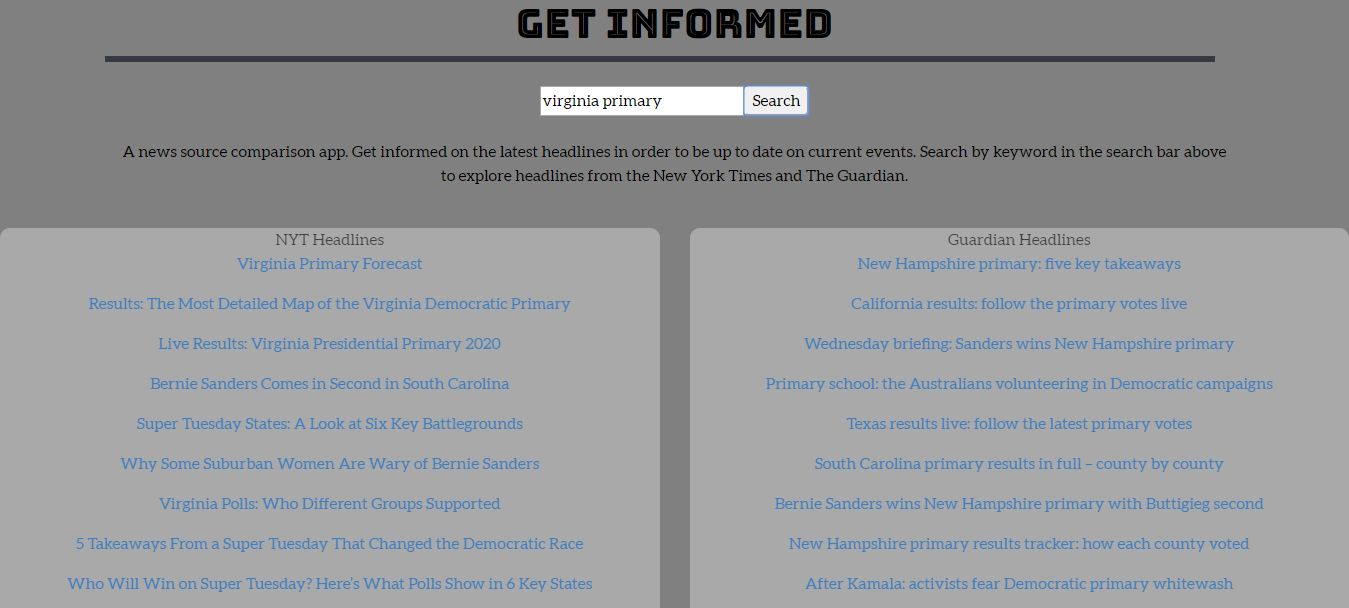 GET INFORMED
virginia primary
Search
A news source comparison app. Get informed on the latest headlines in order to be up to date on current events. Search by keyword in the search bar above
to explore headlines from the New York Times and The Guardian.
NYT Headlines
Virginia Primary Forecast
Results: The Most Detailed Map of the Virginia Democratic Primary
Live Results: Virginia Presidential Primary 2020
Bernie Sanders Comes in Second in South Carolina
Super Tuesday States: A Look at Six Key Battlegrounds
Why Some Suburban Women Are Wary of Bernie Sanders
Virginia Polls: Who Different Groups Supported
5 Takeaways From a Super Tuesday That Changed the Democratic Race
Who Will Win on Super Tuesday? Here's What Polls Show in 6 Key States
Guardian Headlines
New Hampshire primary: five key takeaways
California results: follow the primary votes live
Wednesday briefing: Sanders wins New Hampshire primary
Primary school: the Australians volunteering in Democratic campaigns
Texas results live: follow the latest primary votes
South Carolina primary results in full – county by county
Bernie Sanders wins New Hampshire primary with Buttigieg second
New Hampshire primary results tracker: how each county voted
After Kamala: activists fear Democratic primary whitewash